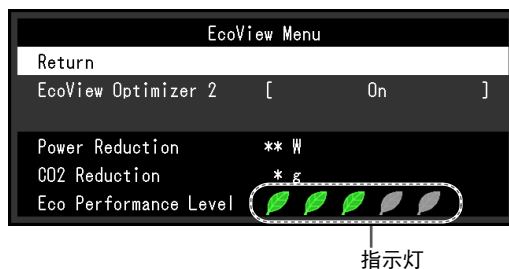 EcoView Menu
Return
EcoView Optimizer 2 [ On ]
Power Reduction ** W
CO2 Reduction * g
Eco Performance Level
指示灯